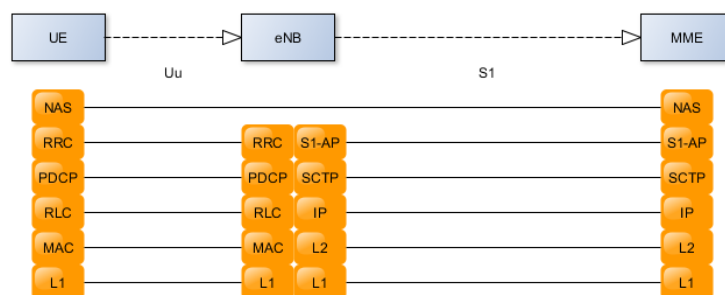 UE eNB MME
Uu S1
NAS NAS
RRC RRC S1-AP S1-AP
PDCP PDCP SCTP SCTP
RLC RLC IP IP
MAC MAC L2 L2
L1 L1 L1 L1